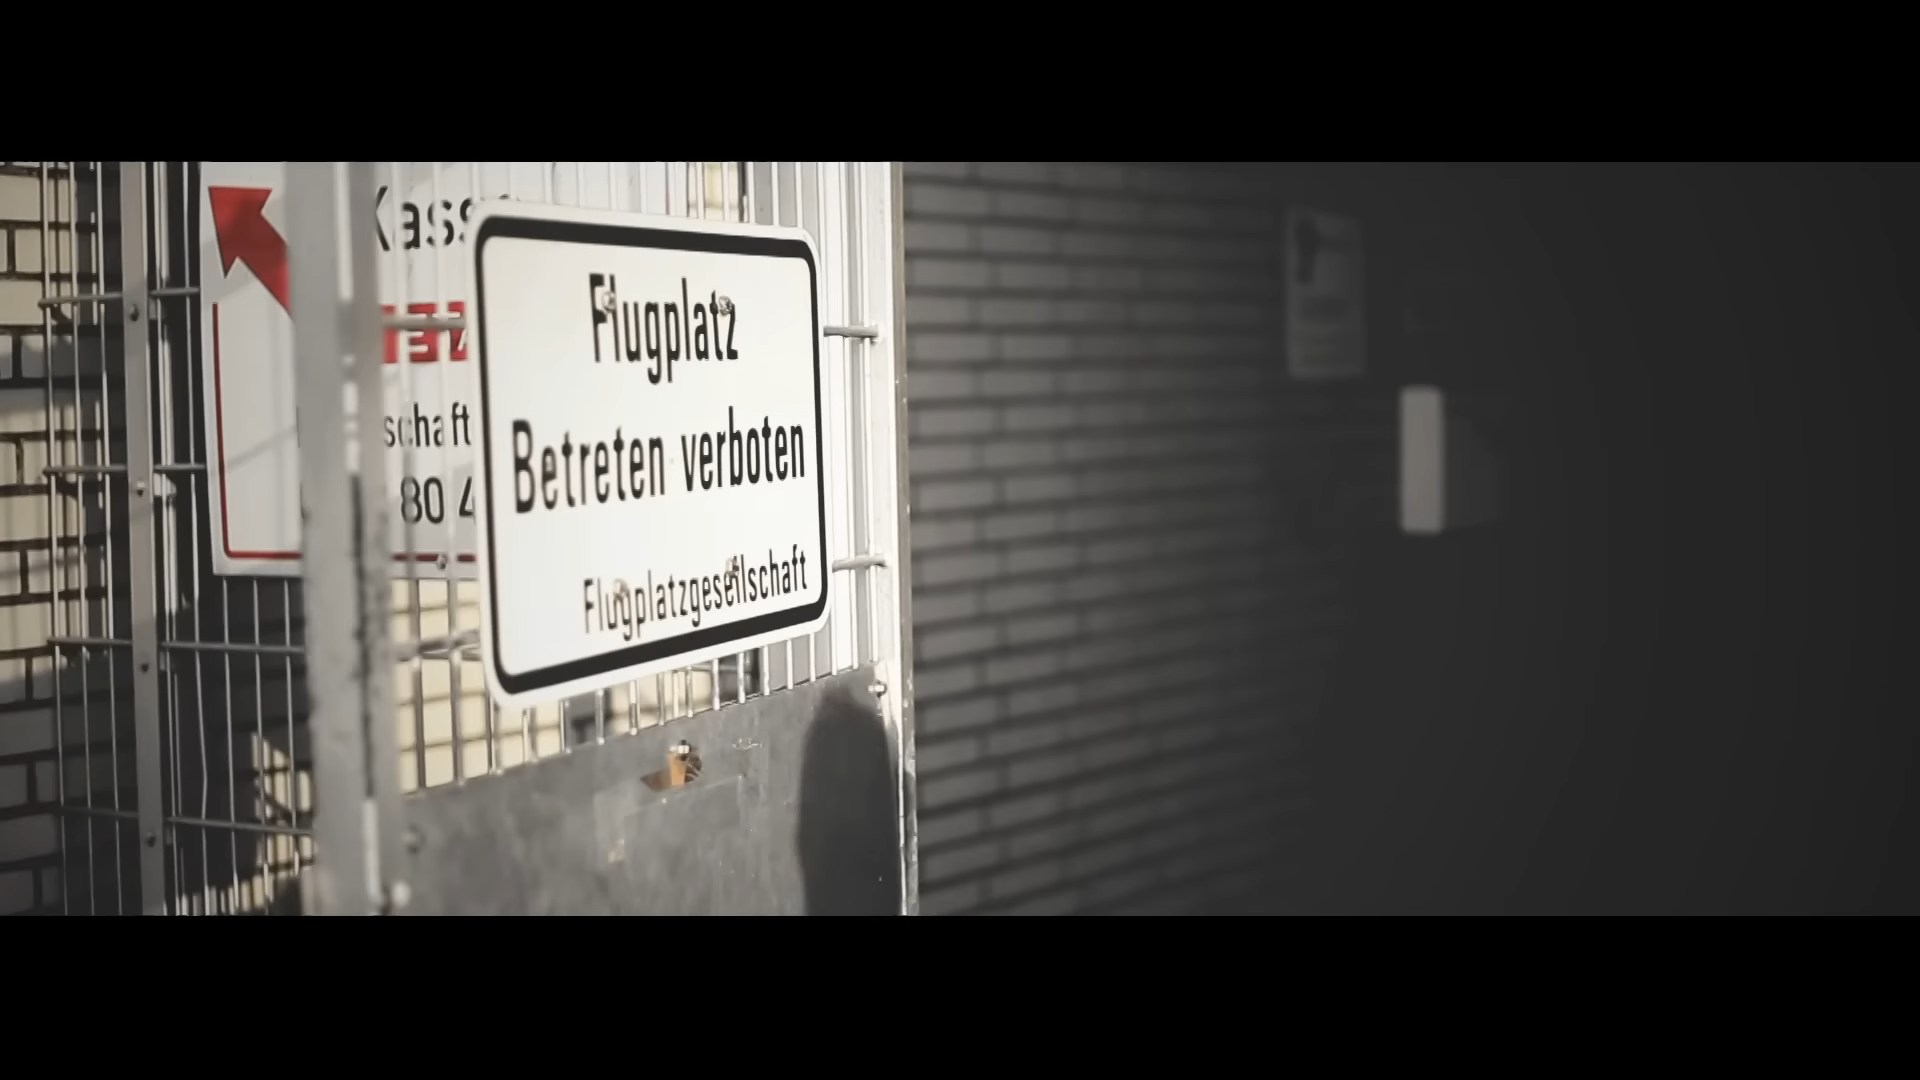 Flugplatz
Betreten verboten
Flugplatzgesellschaft
schaft
80 4